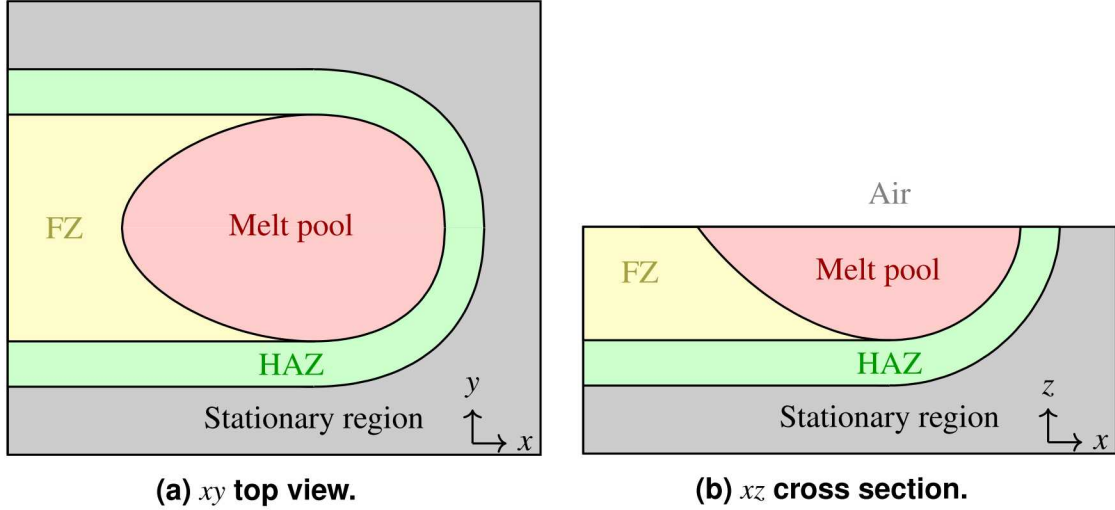 FZ
Melt pool
HAZ
Stationary region
y
x
(a) xy top view.
Air
FZ
Melt pool
HAZ
Stationary region
z
x
(b) xz cross section.